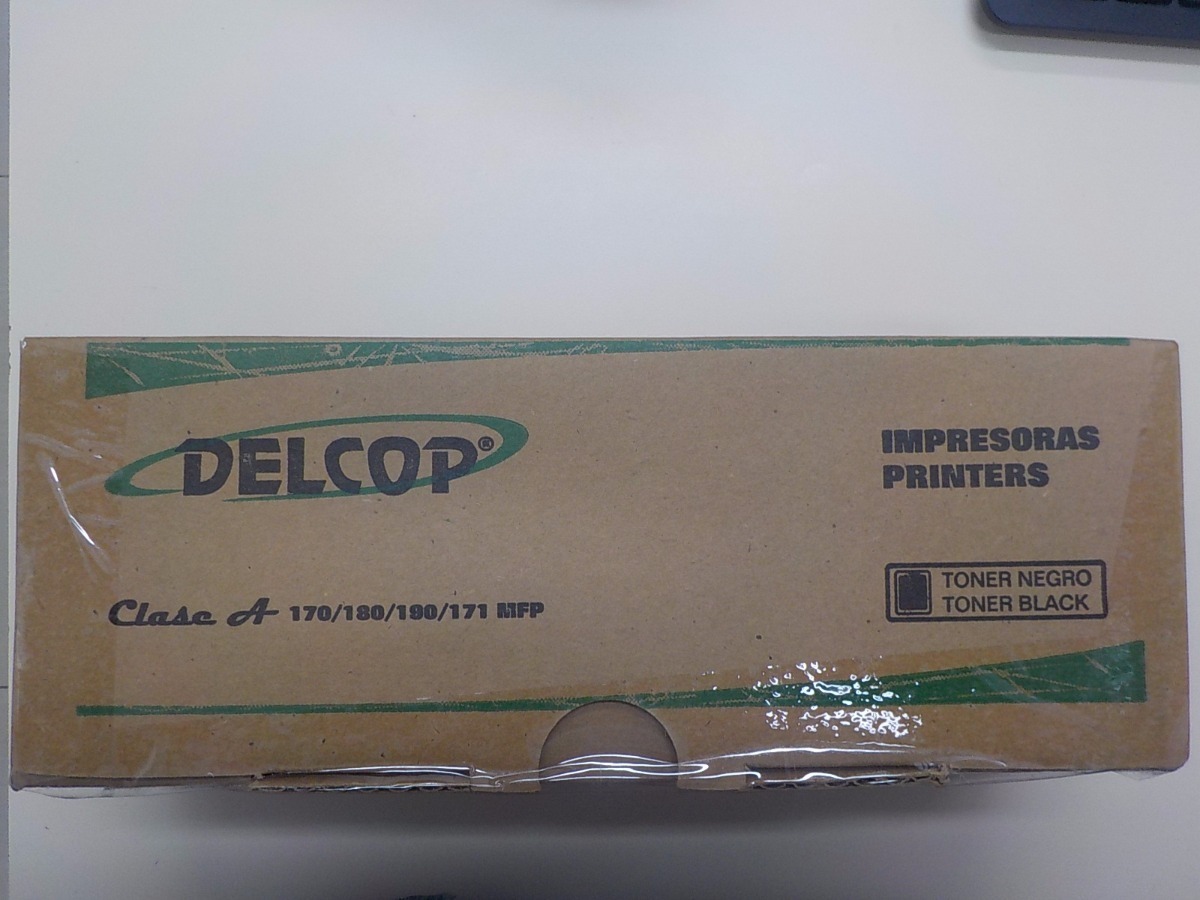 DELCOP®
IMPRESORAS
PRINTERS
Clase A 170/180/190/171 MFP
TONER NEGRO
TONER BLACK